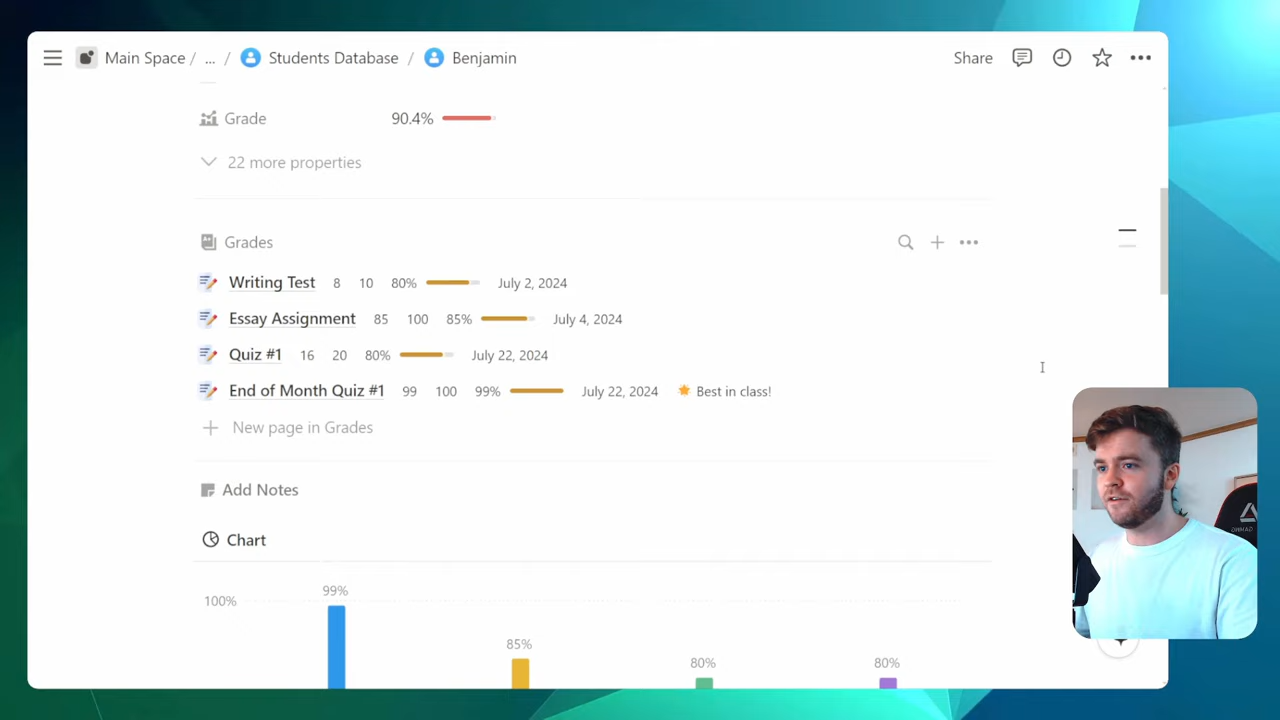 Main Space / ... / Students Database / Benjamin Share
Grade 90.4%
22 more properties
Grades
Writing Test 8 10 80% July 2, 2024
Essay Assignment 85 100 85% July 4, 2024
Quiz #1 16 20 80% July 22, 2024
End of Month Quiz #1 99 100 99% July 22, 2024 Best in class!
New page in Grades
Add Notes
Chart
99%
100%
85%
80% 80%